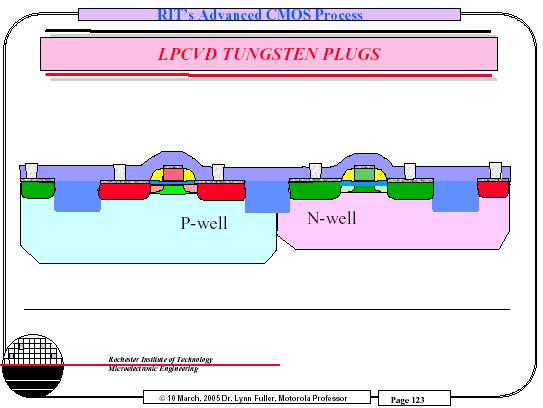 RIT's Advanced CMOS Process
LPCVD TUNGSTEN PLUGS
P-well
N-well
Rochester Institute of Technology
Microelectronic Engineering
© 10 March, 2005 Dr. Lynn Fuller, Motorola Professor
Page 123